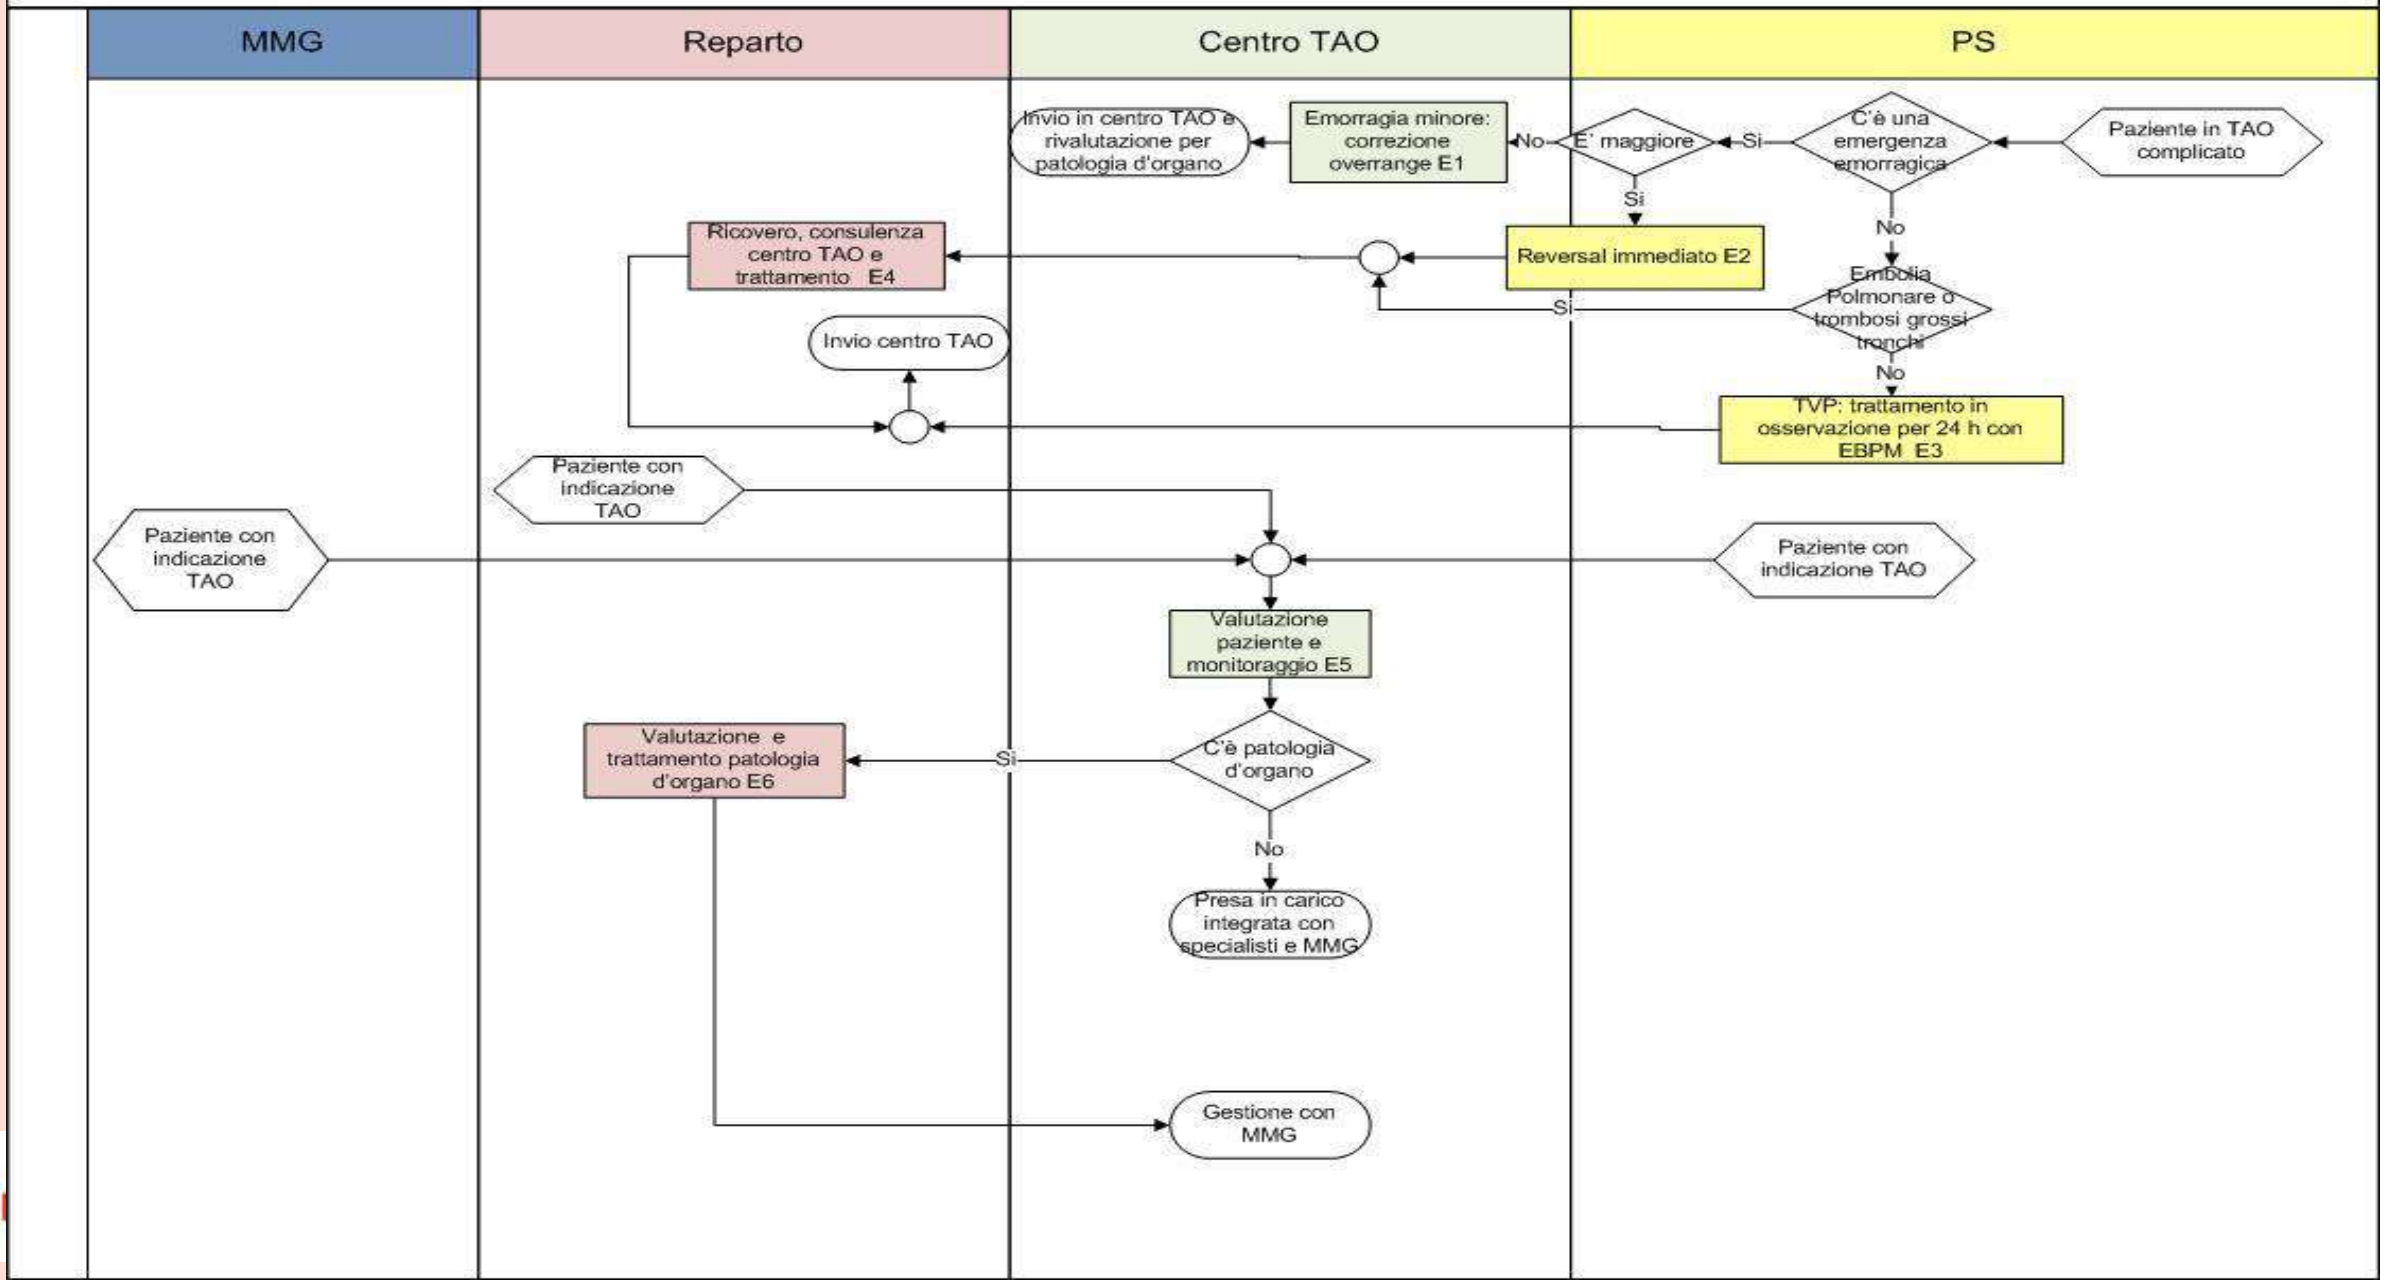 MMG
Reparto
Centro TAO
PS
Invio in centro TAO e
rivalutazione per
patologia d'organo
Emorragia minore:
correzione
overrange E1
No
E' maggiore
Si
C'è una
emergenza
emorragica
Paziente in TAO
complicato
Si
No
Ricovero, consulenza
centro TAO e
trattamento E4
Reversal immediato E2
Si
Embolia
Polmonare o
trombosi grossi
tronchi
Invio centro TAO
No
TVP: trattamento in
osservazione per 24 h con
EBPM E3
Paziente con
indicazione
TAO
Paziente con
indicazione
TAO
Paziente con
indicazione TAO
Valutazione
paziente e
monitoraggio E5
Valutazione e
trattamento patologia
d'organo E6
Si
C'è patologia
d'organo
No
Presa in carico
integrata con
specialisti e MMG
Gestione con
MMG